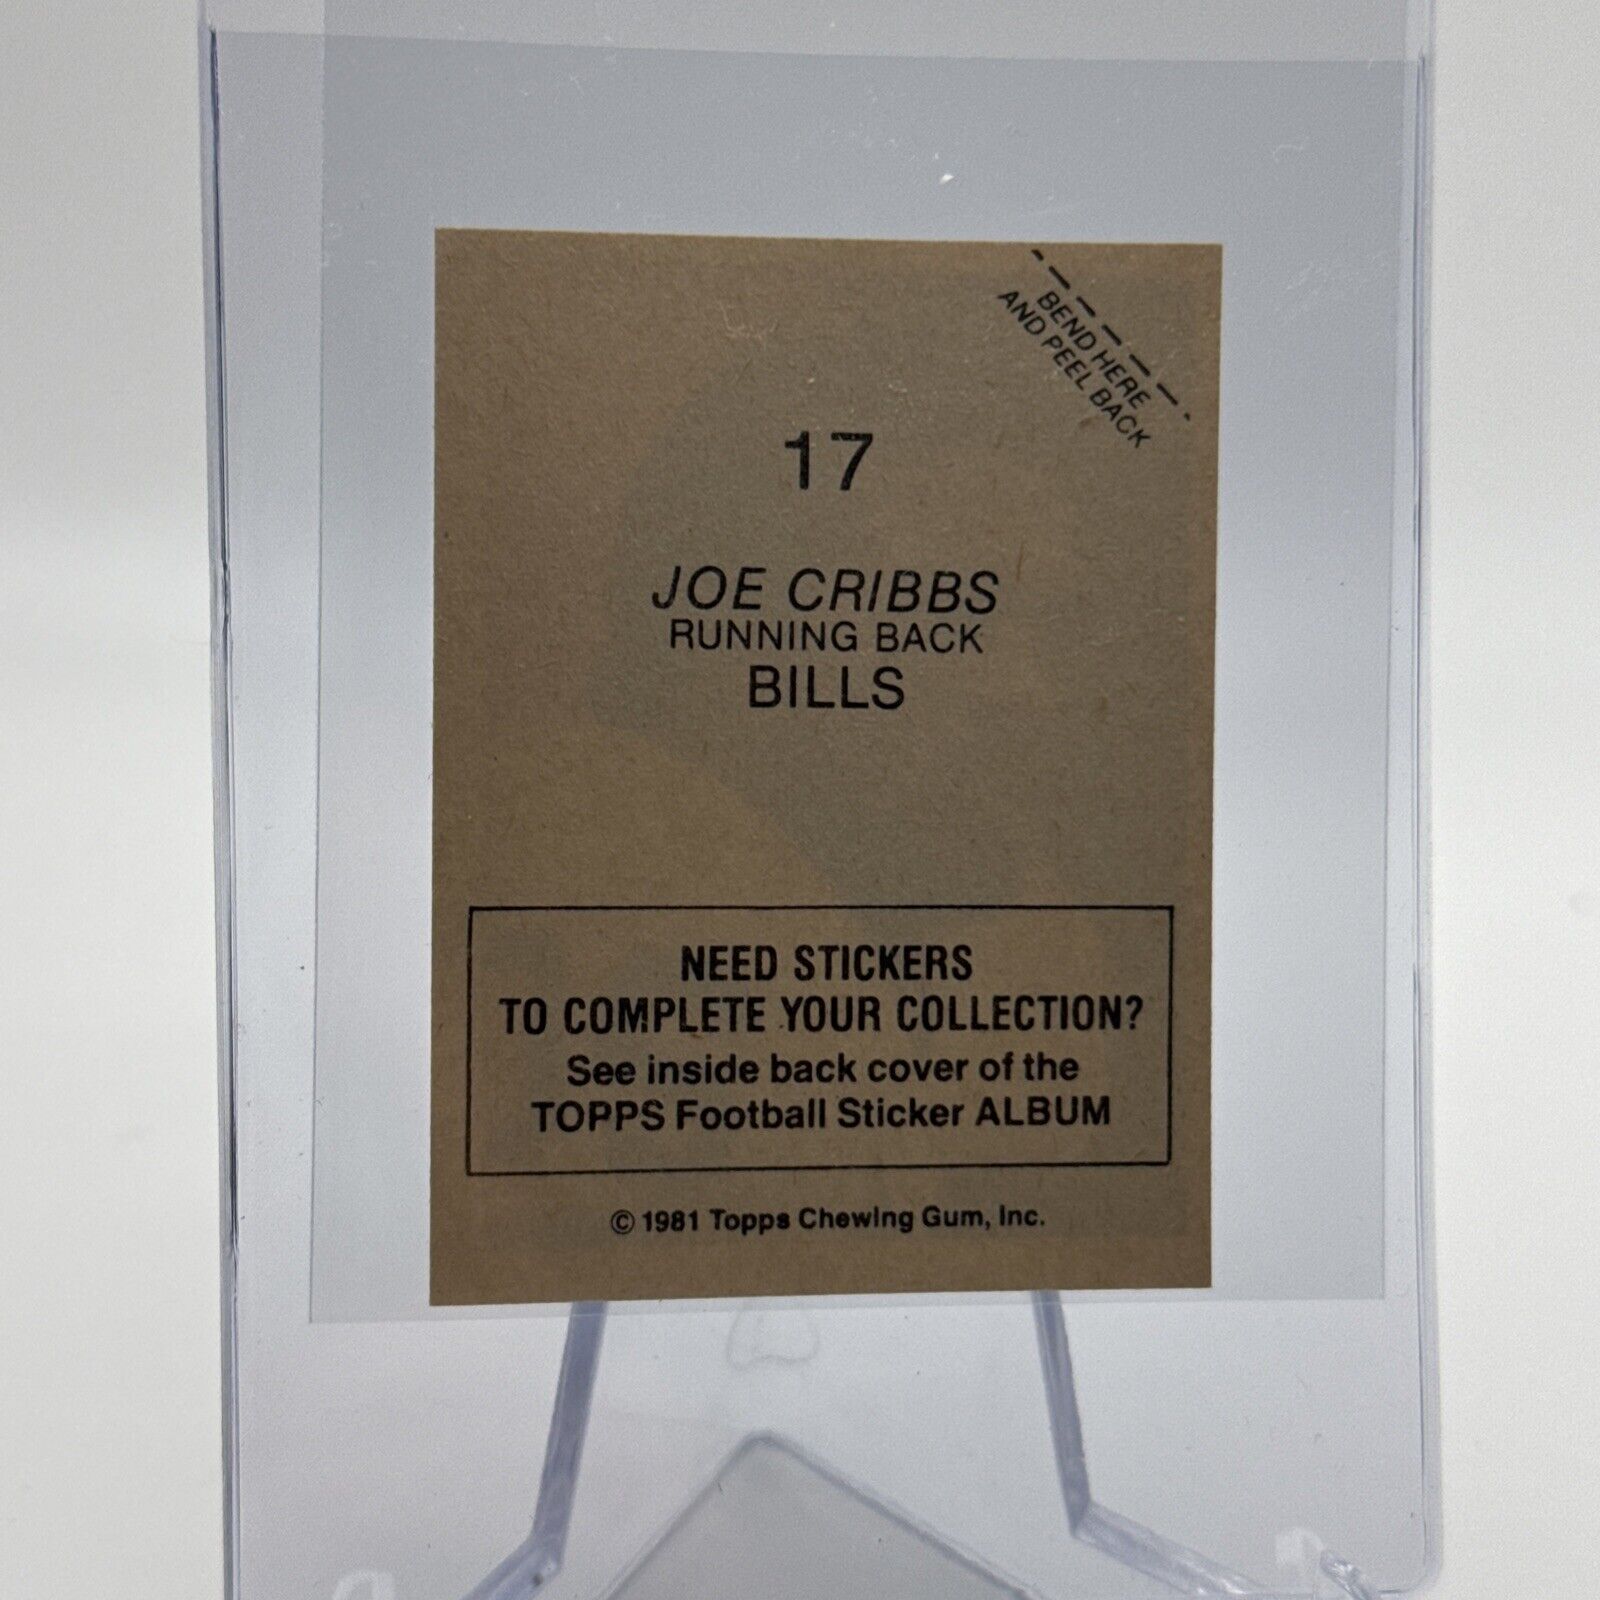 BEND HERE
AND PEEL BACK
17
JOE CRIBBS
RUNNING BACK
BILLS
NEED STICKERS
TO COMPLETE YOUR COLLECTION?
See inside back cover of the
TOPPS Football Sticker ALBUM
© 1981 Topps Chewing Gum, Inc.